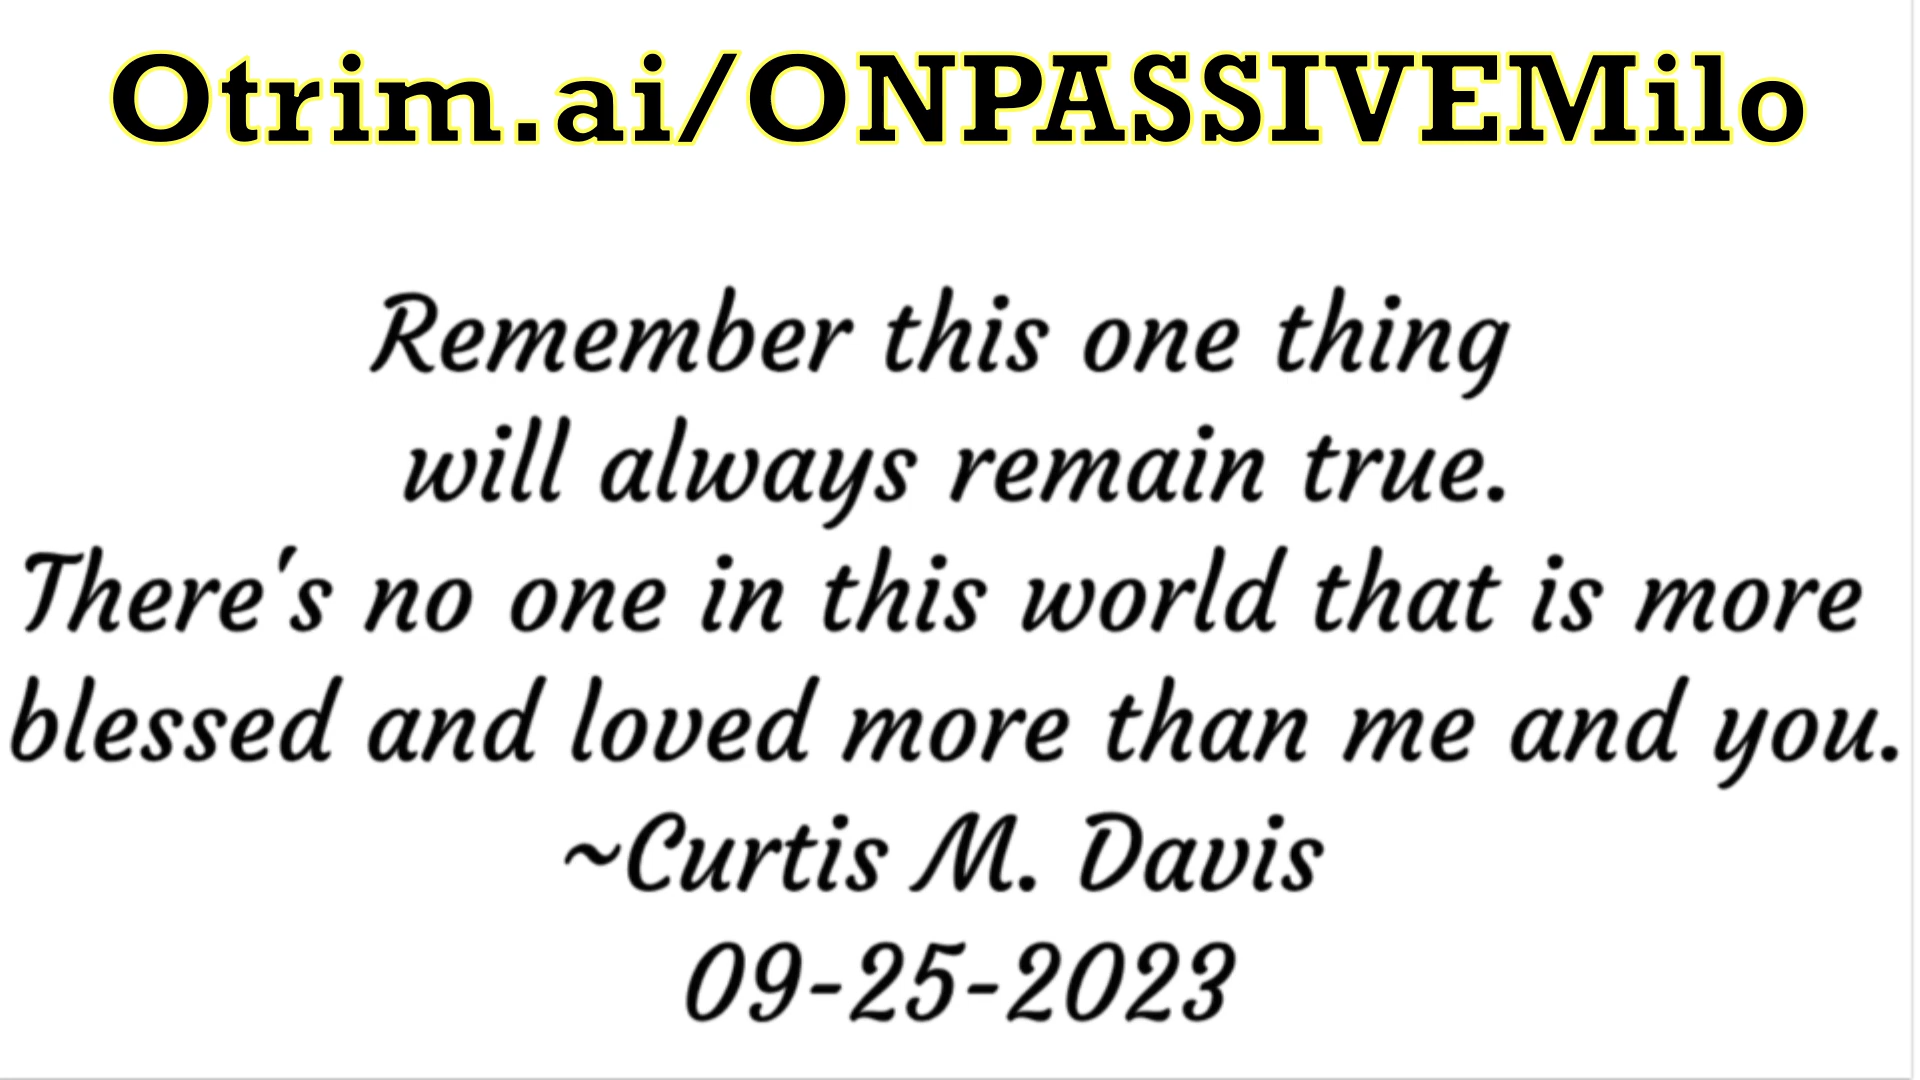 Otrim.ai/ONPASSIVEMilo
Remember this one thing
will always remain true.
There's no one in this world that is more
blessed and loved more than me and you.
~Curtis M. Davis
09-25-2023